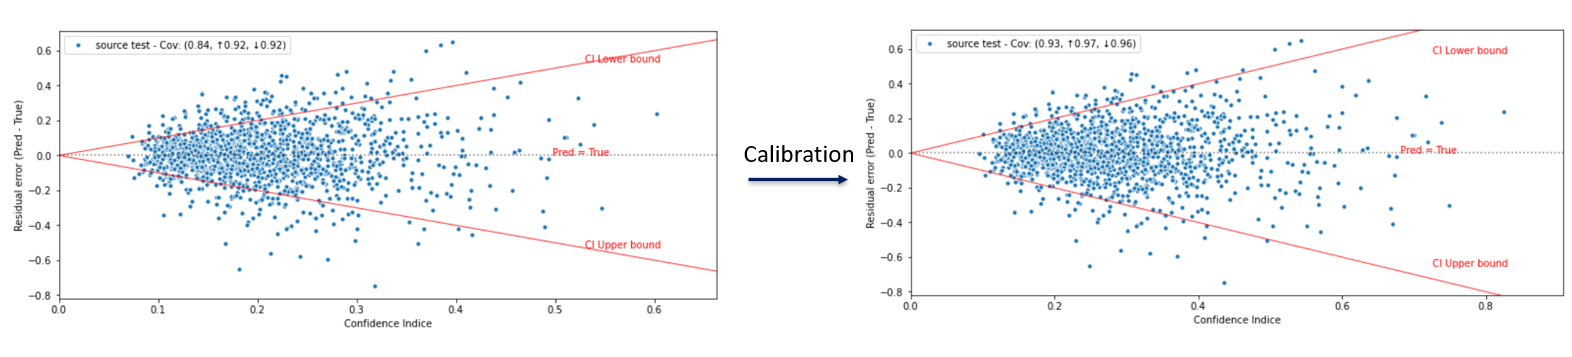 source test - Cov: (0.84, ↑0.92, ↓0.92)
CI Lower bound
Pred = True
CI Upper bound
Residual error (Pred - True)
0.6
0.4
0.2
0.0
−0.2
−0.4
−0.6
−0.8
0.0 0.1 0.2 0.3 0.4 0.5 0.6
Confidence Indice
Calibration
source test - Cov: (0.93, ↑0.97, ↓0.96)
CI Lower bound
Pred = True
CI Upper bound
Residual error (Pred - True)
0.6
0.4
0.2
0.0
−0.2
−0.4
−0.6
−0.8
0.0 0.2 0.4 0.6 0.8
Confidence Indice